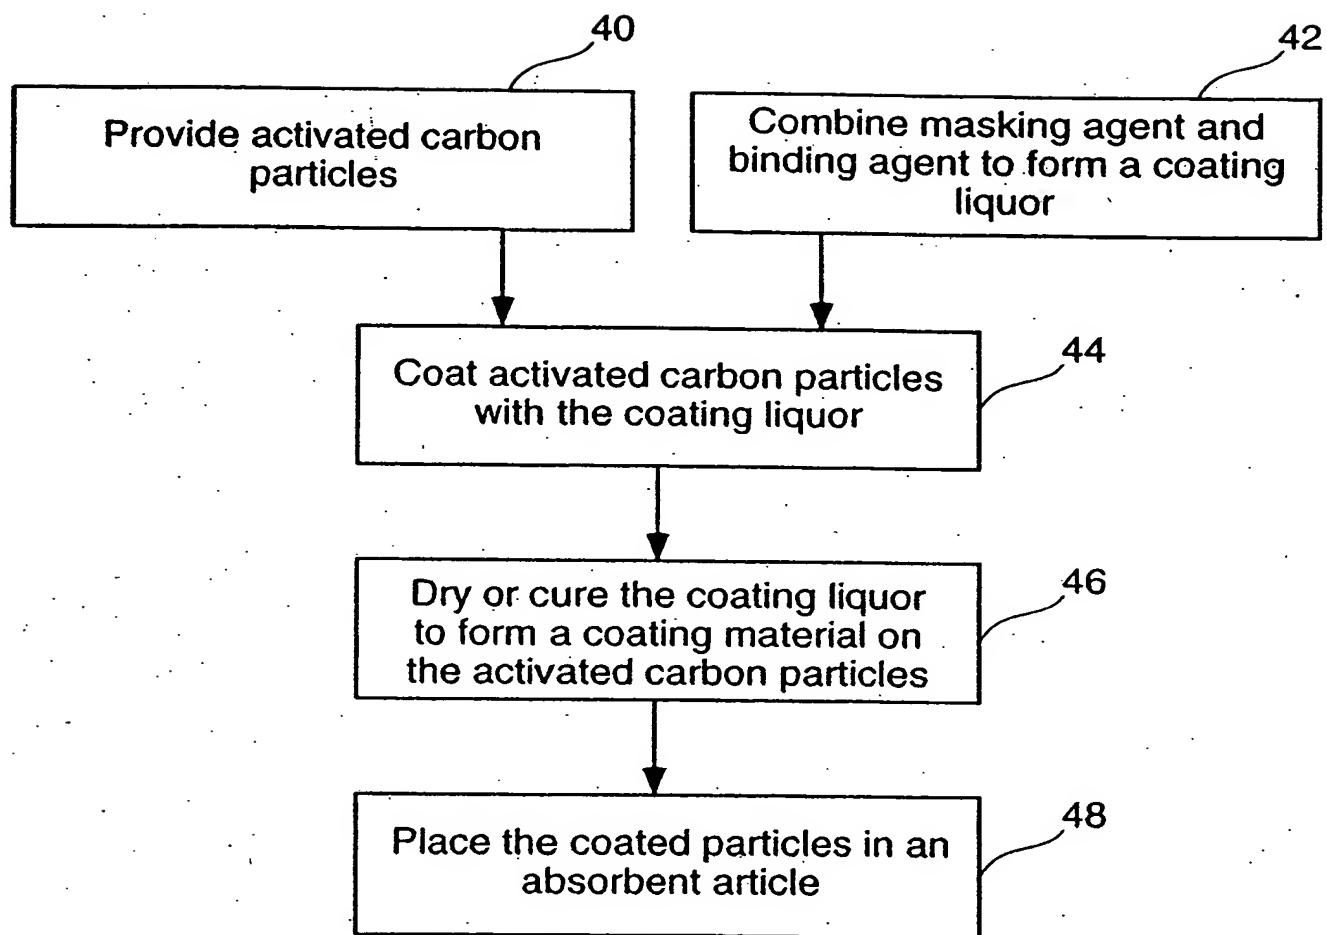 40
Provide activated carbon
particles
42
Combine masking agent and
binding agent to form a coating
liquor
44
Coat activated carbon particles
with the coating liquor
46
Dry or cure the coating liquor
to form a coating material on
the activated carbon particles
48
Place the coated particles in an
absorbent article